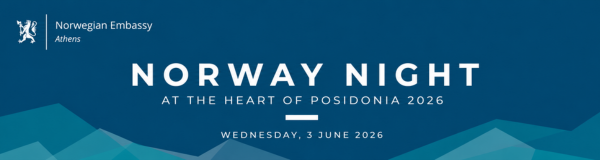 Norwegian Embassy
Athens
NORWAY NIGHT
AT THE HEART OF POSIDONIA 2026
WEDNESDAY, 3 JUNE 2026